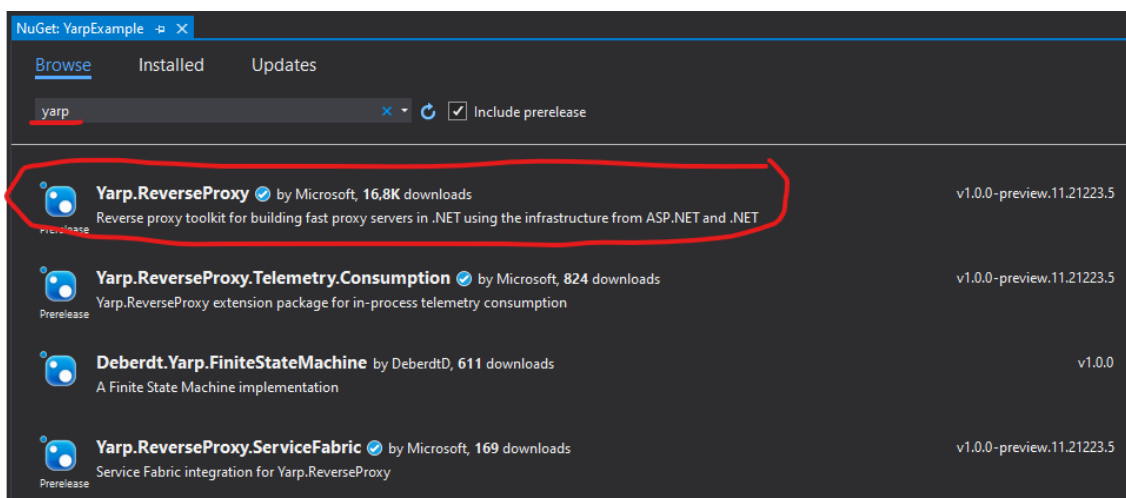 NuGet: YarpExample
Browse Installed Updates
yarp Include prerelease
Yarp.ReverseProxy by Microsoft, 16,8K downloads v1.0.0-preview.11.21223.5
Reverse proxy toolkit for building fast proxy servers in .NET using the infrastructure from ASP.NET and .NET
Prerelease
Yarp.ReverseProxy.Telemetry.Consumption by Microsoft, 824 downloads v1.0.0-preview.11.21223.5
Yarp.ReverseProxy extension package for in-process telemetry consumption
Prerelease
Deberdt.Yarp.FiniteStateMachine by DeberdtD, 611 downloads v1.0.0
A Finite State Machine implementation
Yarp.ReverseProxy.ServiceFabric by Microsoft, 169 downloads v1.0.0-preview.11.21223.5
Service Fabric integration for Yarp.ReverseProxy
Prerelease